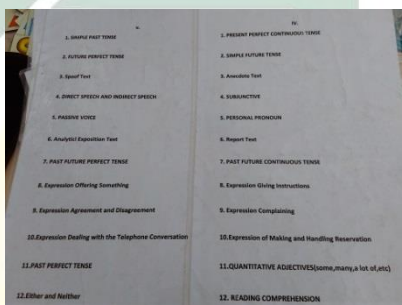 1. SIMPLE PAST TENSE
2. FUTURE PERFECT TENSE
3. Spoof Text
4. DIRECT SPEECH AND INDIRECT SPEECH
5. PASSIVE VOICE
6. Analyticl Exposition Text
7. PAST FUTURE PERFECT TENSE
8. Expression Offering Something
9. Expression Agreement and Disagreement
10.Expression Dealing with the Telephone Conversation
11.PAST PERFECT TENSE
12.Either and Neither
IV.
1. PRESENT PERFECT CONTINUOUS TENSE
2. SIMPLE FUTURE TENSE
3. Anecdote Text
4. SUBJUNCTIVE
5. PERSONAL PRONOUN
6. Report Text
7. PAST FUTURE CONTINUOUS TENSE
8. Expression Giving Instructions
9. Expression Complaining
10.Expression of Making and Handling Reservation
11.QUANTITATIVE ADJECTIVES(some,many,a lot of,etc)
12. READING COMPREHENSION